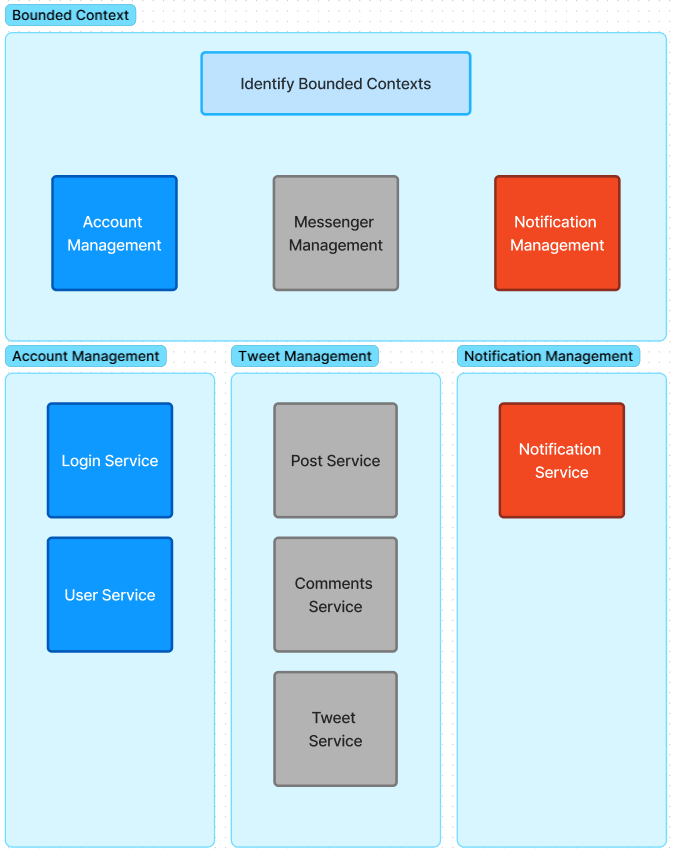 Bounded Context
Identify Bounded Contexts
Account
Management
Messenger
Management
Notification
Management
Account Management
Tweet Management
Notification Management
Login Service
Post Service
Notification
Service
User Service
Comments
Service
Tweet
Service